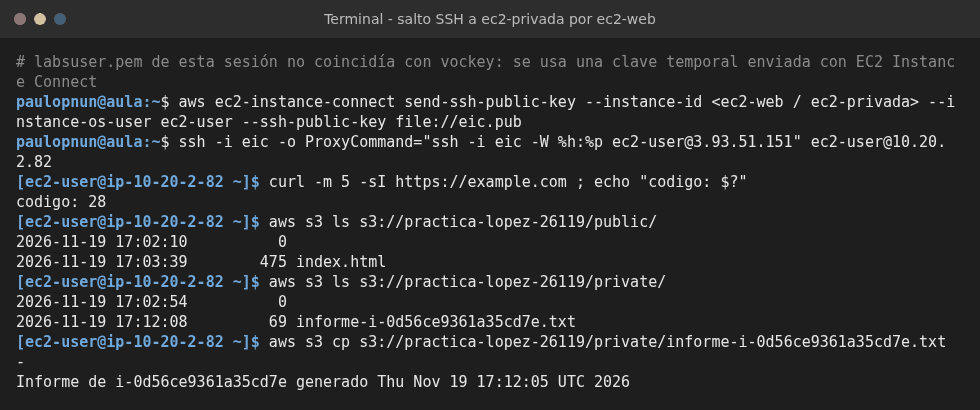 Terminal - salto SSH a ec2-privada por ec2-web
# labsuser.pem de esta sesión no coincidía con vockey: se usa una clave temporal enviada con EC2 Instanc
e Connect
paulopnun@aula:~$ aws ec2-instance-connect send-ssh-public-key --instance-id <ec2-web / ec2-privada> --i
nstance-os-user ec2-user --ssh-public-key file://eic.pub
paulopnun@aula:~$ ssh -i eic -o ProxyCommand="ssh -i eic -W %h:%p ec2-user@3.93.51.151" ec2-user@10.20.
2.82
[ec2-user@ip-10-20-2-82 ~]$ curl -m 5 -sI https://example.com ; echo "codigo: $?"
codigo: 28
[ec2-user@ip-10-20-2-82 ~]$ aws s3 ls s3://practica-lopez-26119/public/
2026-11-19 17:02:10          0
2026-11-19 17:03:39        475 index.html
[ec2-user@ip-10-20-2-82 ~]$ aws s3 ls s3://practica-lopez-26119/private/
2026-11-19 17:02:54          0
2026-11-19 17:12:08         69 informe-i-0d56ce9361a35cd7e.txt
[ec2-user@ip-10-20-2-82 ~]$ aws s3 cp s3://practica-lopez-26119/private/informe-i-0d56ce9361a35cd7e.txt
-
Informe de i-0d56ce9361a35cd7e generado Thu Nov 19 17:12:05 UTC 2026